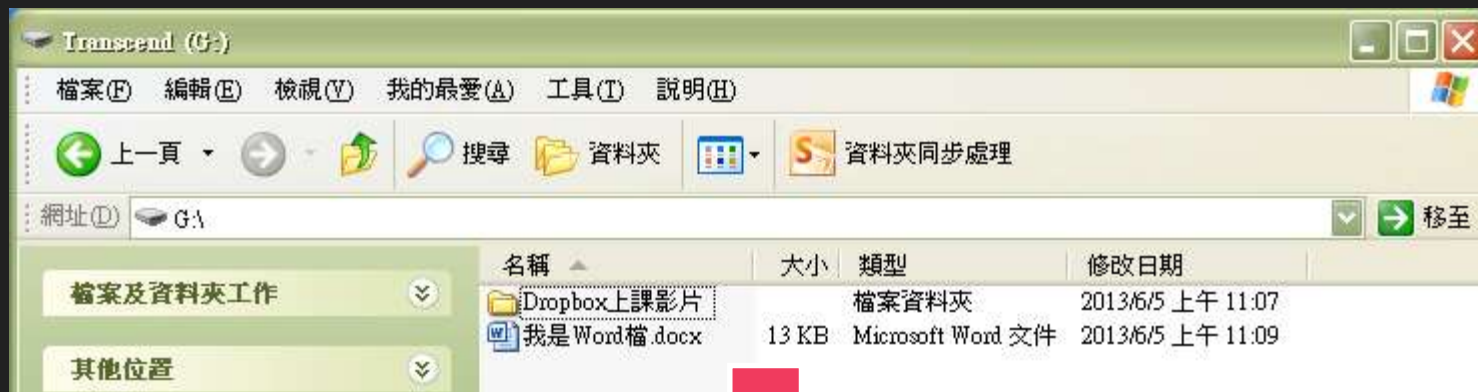 Transcend (G:)
檔案(F) 編輯(E) 檢視(V) 我的最愛(A) 工具(T) 說明(H)
上一頁 搜尋 資料夾 資料夾同步處理
網址(D) G:\ 移至
名稱 大小 類型 修改日期
檔案及資料夾工作
Dropbox上課影片 檔案資料夾 2013/6/5 上午 11:07
我是Word檔.docx 13 KB Microsoft Word 文件 2013/6/5 上午 11:09
其他位置